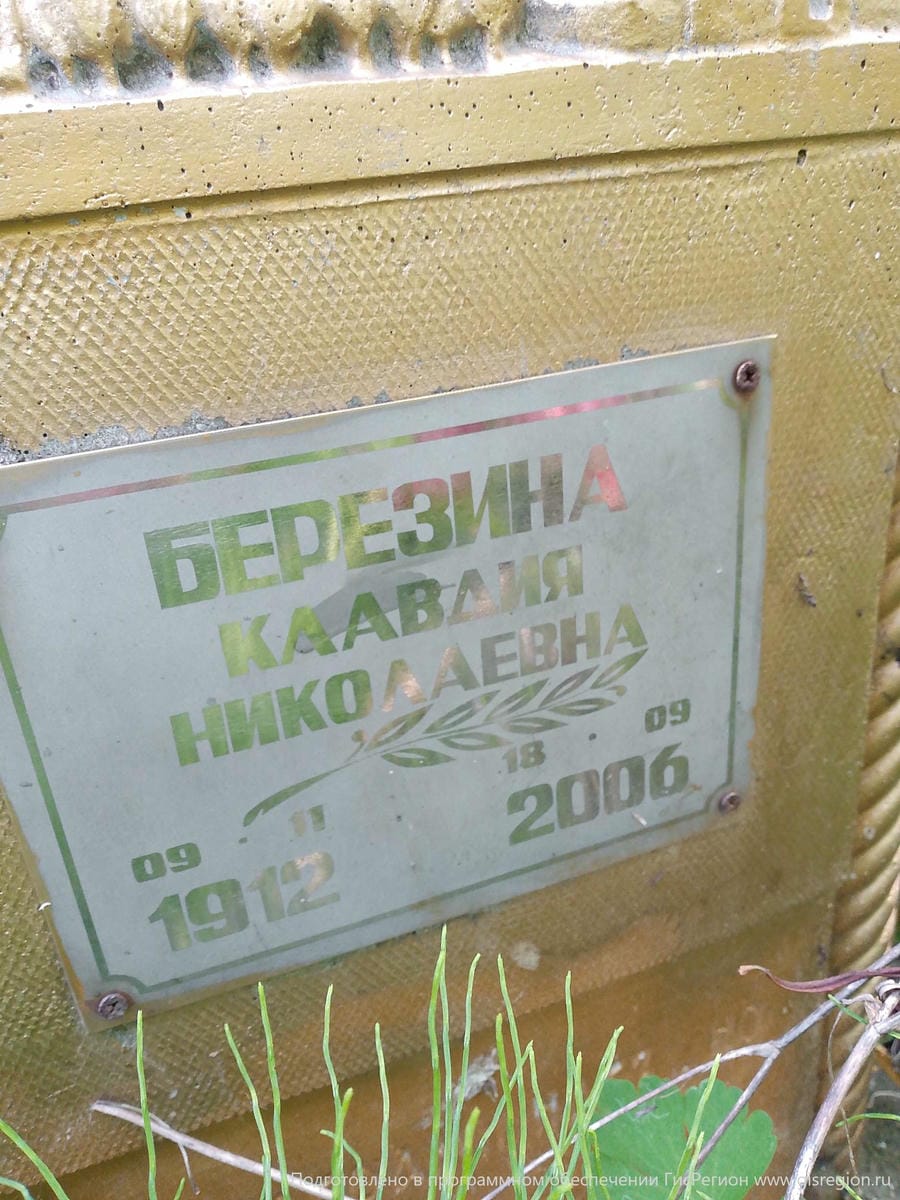 БЕРЕЗИНА
КЛАВДИЯ
НИКОЛАЕВНА
09 · 11 18 · 09
1912 2006
Подготовлено в программном обеспечении ГисРегион www.gisregion.ru